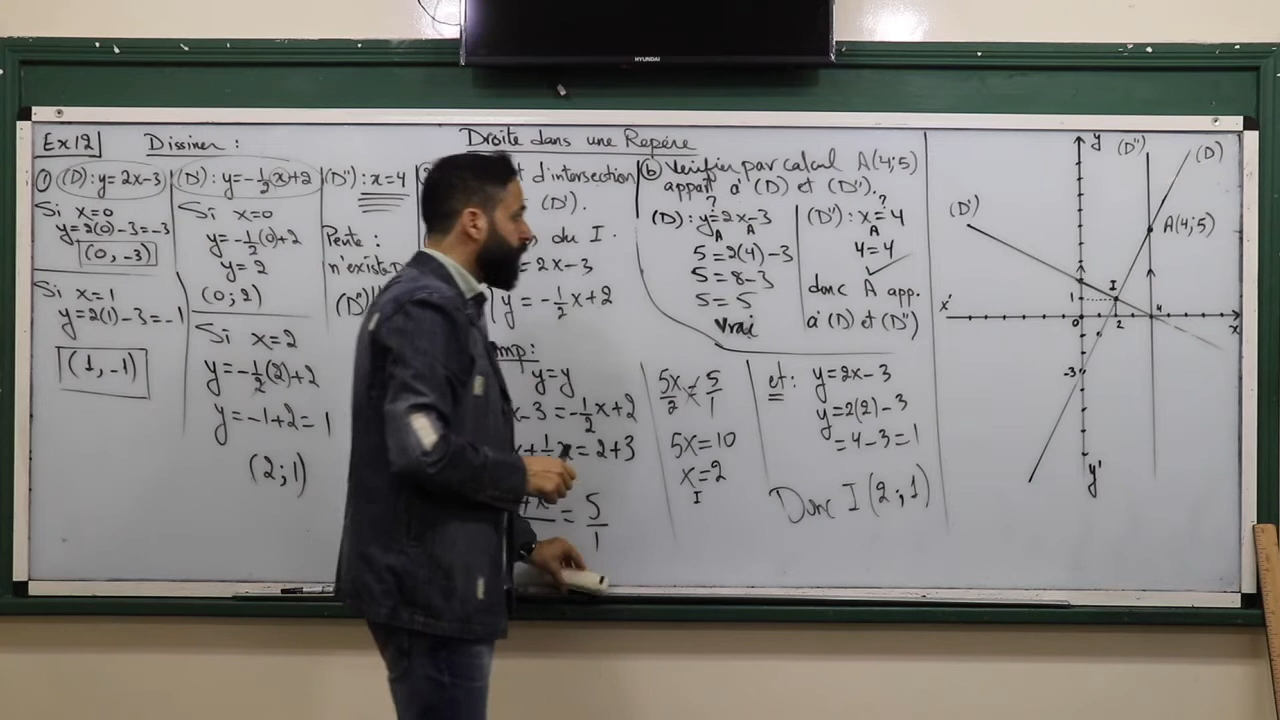 HYUNDAI
Droite dans une Repère
Ex12 Dissiner :
① (D): y=2x-3
Si x=0
y=2(0)-3=-3
(0,-3)
Si x=1
y=2(1)-3=-1
(1,-1)
(D'): y=-1/2x+2
Si x=0
y=-1/2(0)+2
y=2
(0;2)
Si x=2
y=-1/2(2)+2
y=-1+2=1
(2;1)
(D''): x=4
Pente :
n'existe
(D'')
d'intersection
(D').
du I.
=2x-3
y=-1/2x+2
y=y
-3=-1/2x+2
=2+3
=5/1
5x/2=5/1
5x=10
x=2
I
ⓑ Vérifier par calcul A(4;5)
appart à (D) et (D'').
(D): y=2x-3
?
A A
5=2(4)-3
5=8-3
5=5
Vrai
(D''): x=4
?
A
4=4
donc A app.
à (D) et (D'')
et: y=2x-3
y=2(2)-3
=4-3=1
Donc I(2;1)
y (D'') (D)
(D') A(4;5)
1 I
x' 0 2 4 x
-3
y'